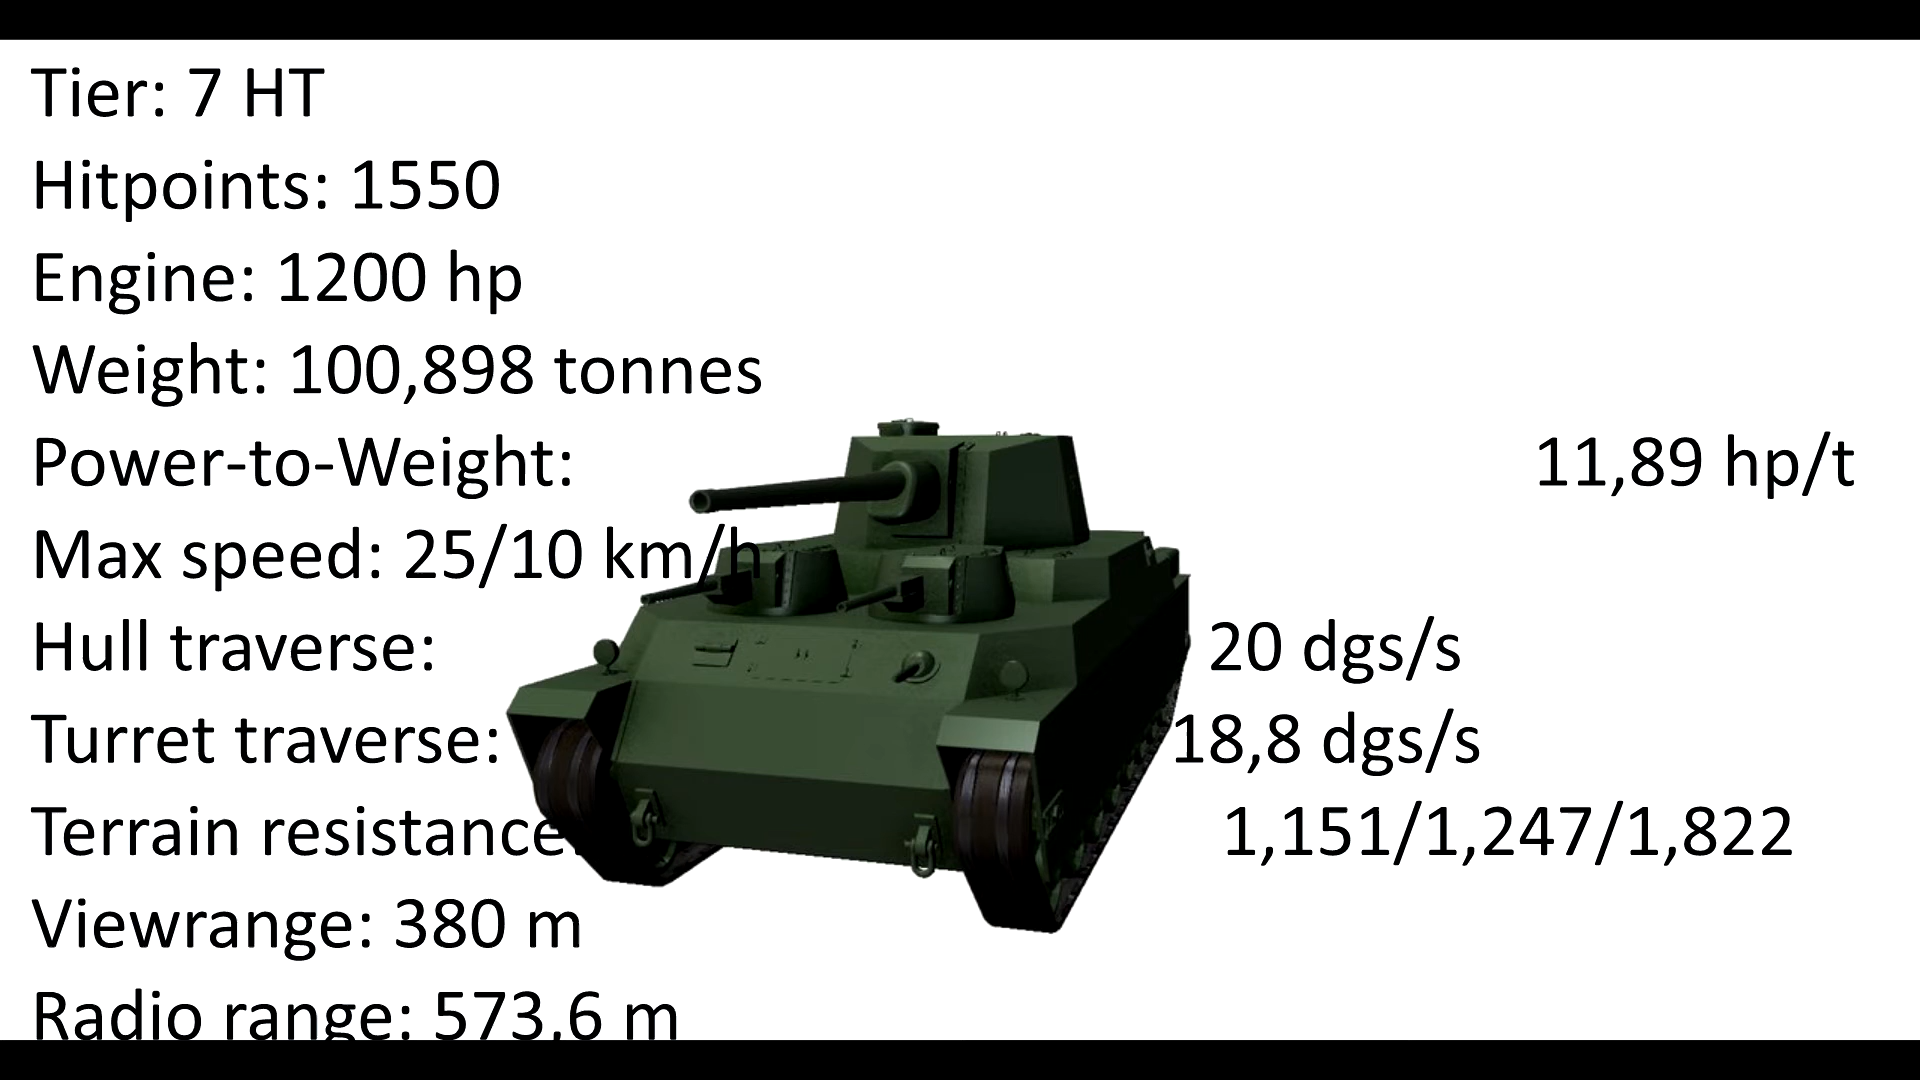 Tier: 7 HT
Hitpoints: 1550
Engine: 1200 hp
Weight: 100,898 tonnes
Power-to-Weight: 11,89 hp/t
Max speed: 25/10 km/h
Hull traverse: 20 dgs/s
Turret traverse: 18,8 dgs/s
Terrain resistance: 1,151/1,247/1,822
Viewrange: 380 m
Radio range: 573,6 m